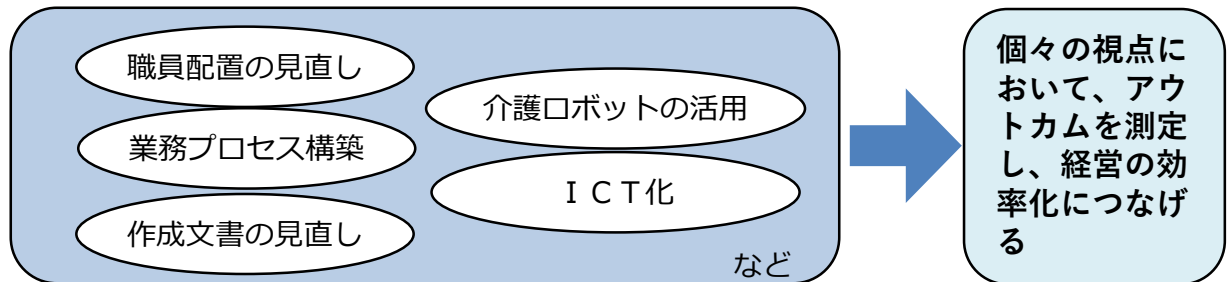 職員配置の見直し
業務プロセス構築
作成文書の見直し
介護ロボットの活用
ＩＣＴ化
など
個々の視点に
おいて、アウ
トカムを測定
し、経営の効
率化につなげ
る